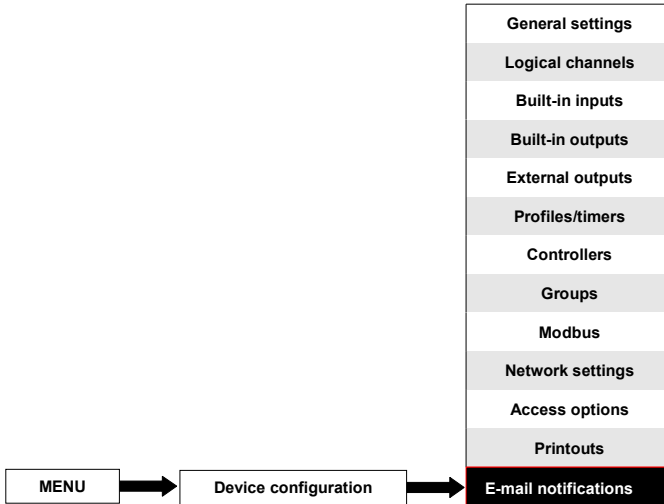 General settings
Logical channels
Built-in inputs
Built-in outputs
External outputs
Profiles/timers
Controllers
Groups
Modbus
Network settings
Access options
Printouts
MENU
Device configuration
E-mail notifications